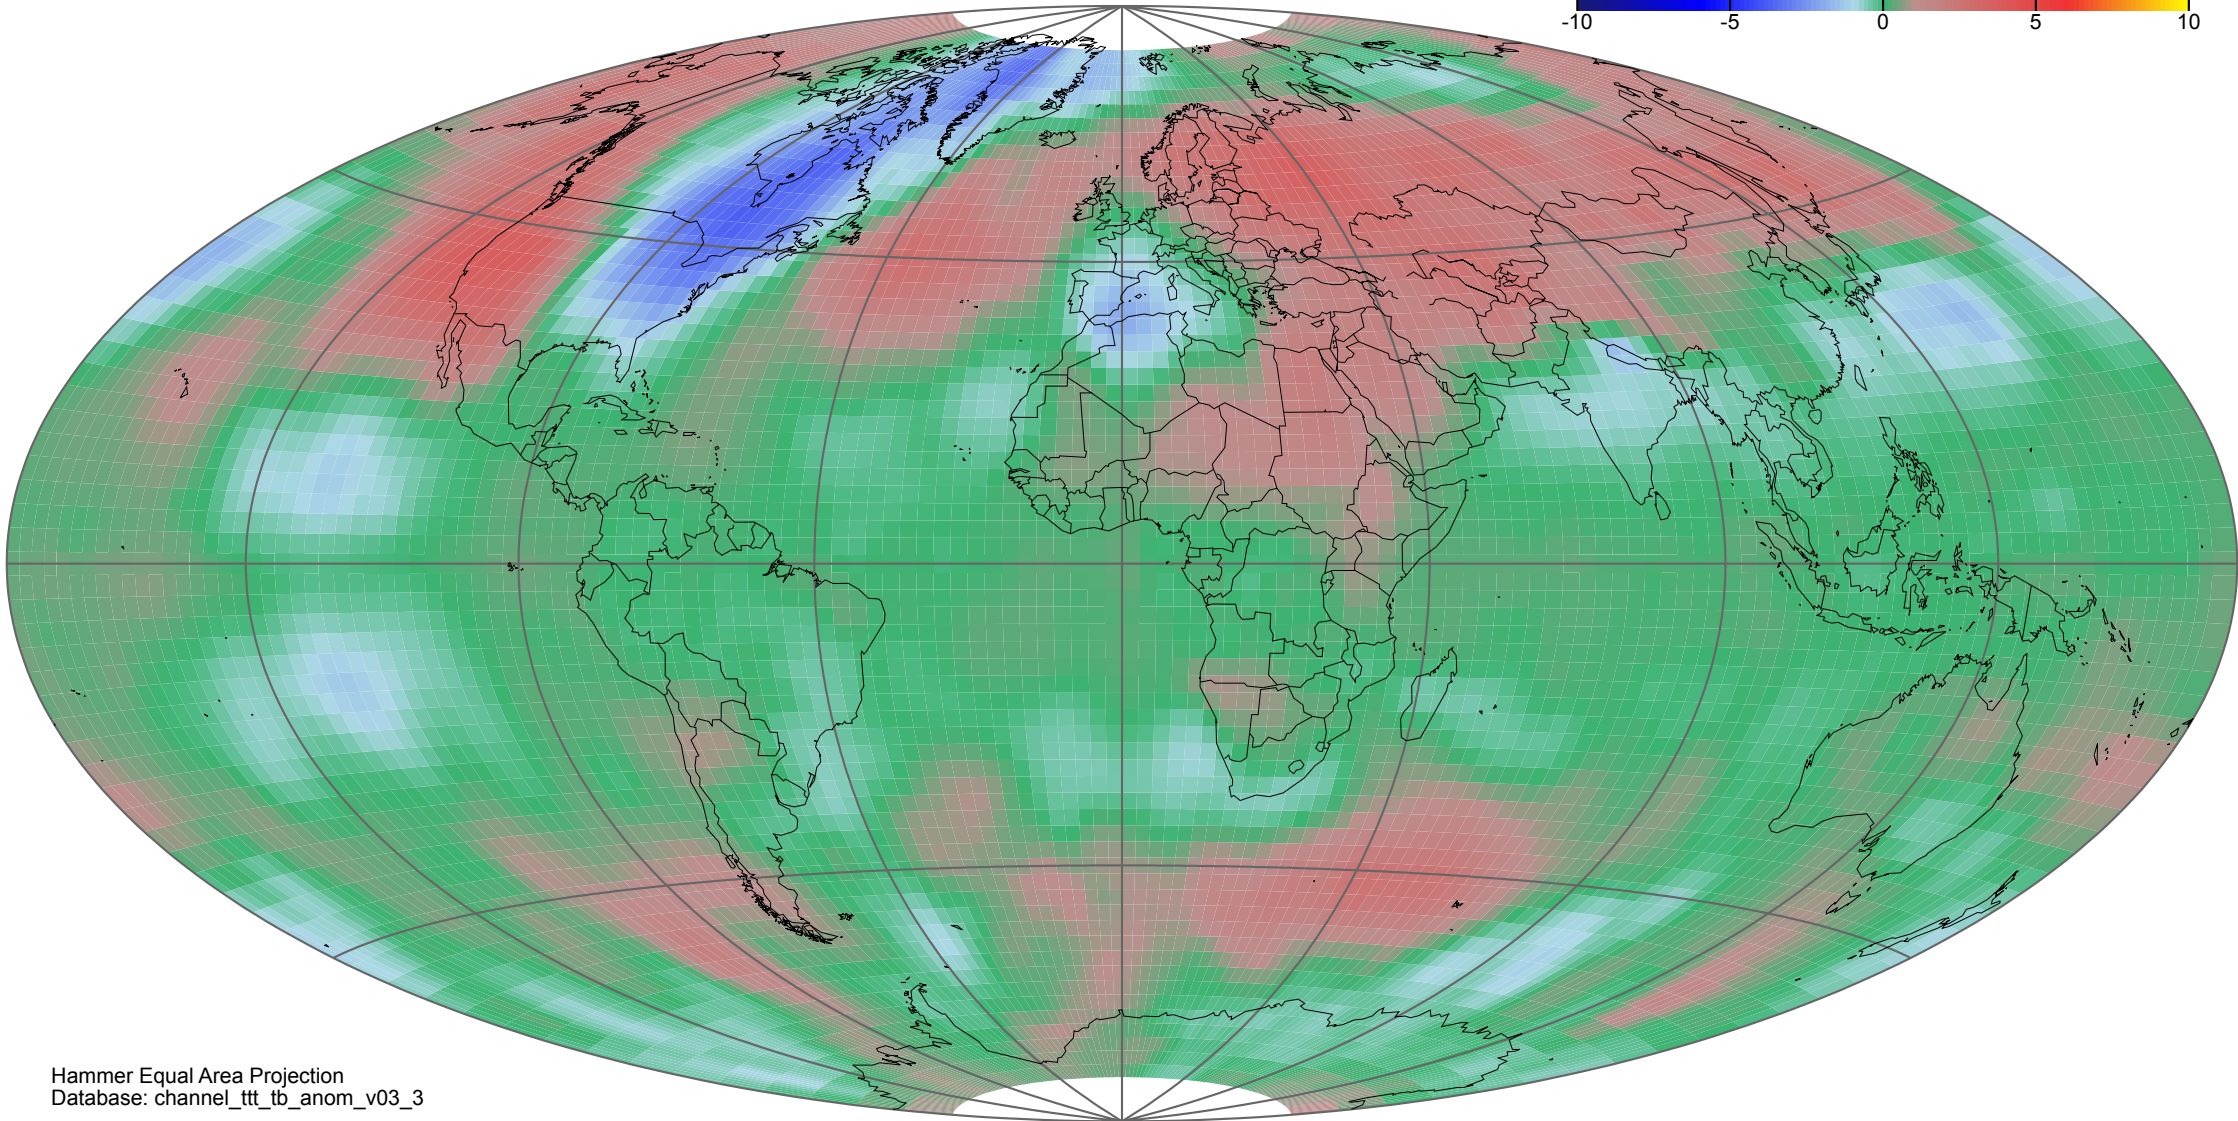 -10 -5 0 5 10
Hammer Equal Area Projection
Database: channel_ttt_tb_anom_v03_3